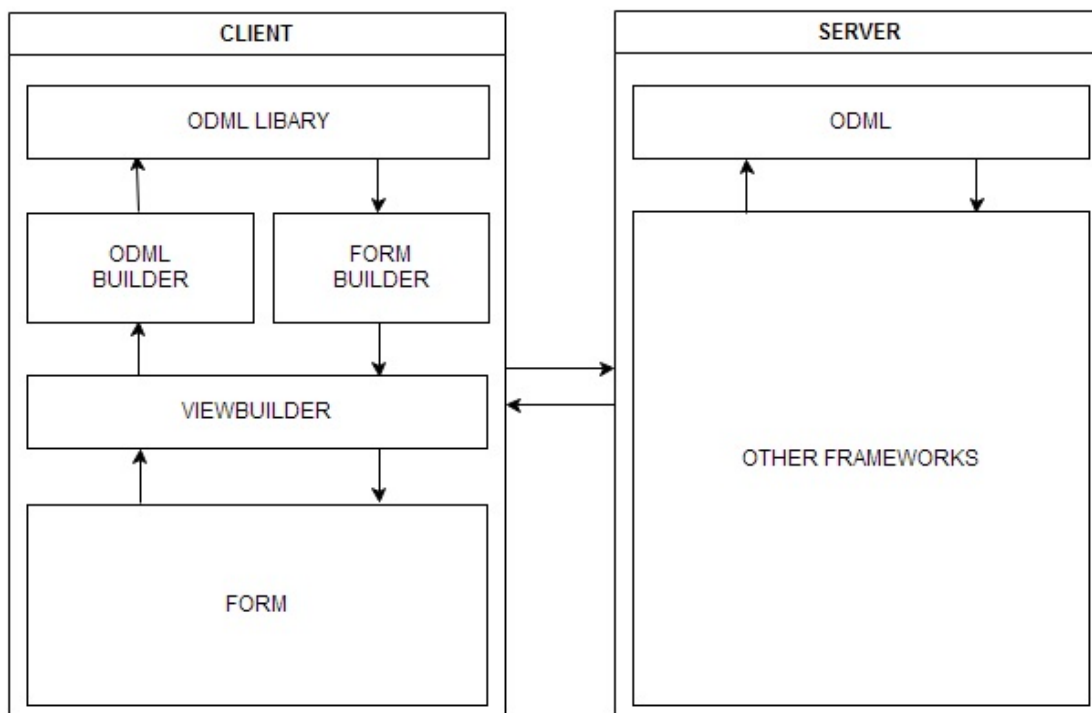 CLIENT
SERVER
ODML LIBARY
ODML
ODML
BUILDER
FORM
BUILDER
VIEWBUILDER
OTHER FRAMEWORKS
FORM